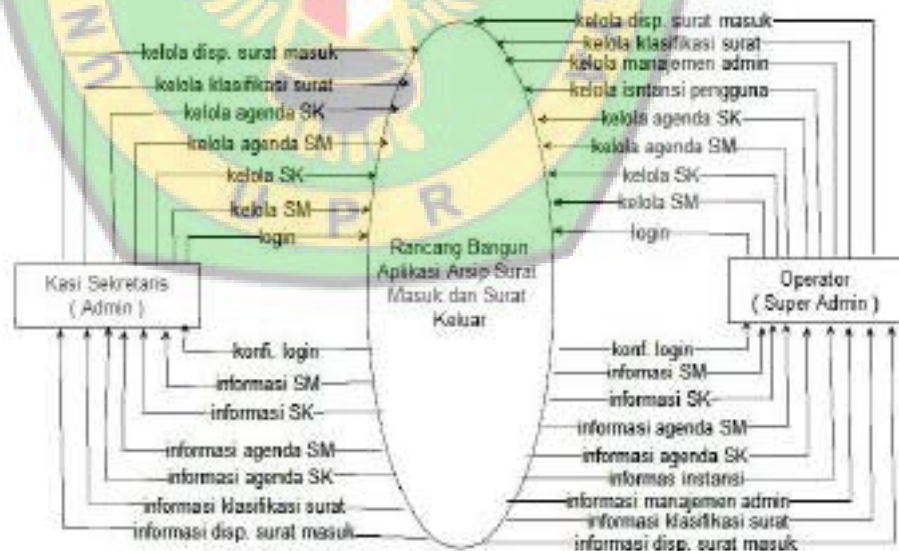 kelola disp. surat masuk
kelola klasifikasi surat
kelola agenda SK
kelola agenda SM
kelola SK
kelola SM
login
Kasi Sekretaris
( Admin )
konfi. login
informasi SM
informasi SK
informasi agenda SM
informasi agenda SK
informasi klasifikasi surat
informasi disp. surat masuk
Rancang Bangun
Aplikasi Arsip Surat
Masuk dan Surat
Keluar
kelola disp. surat masuk
kelola klasifikasi surat
kelola manajemen admin
kelola isntansi pengguna
kelola agenda SK
kelola agenda SM
kelola SK
kelola SM
login
Operator
( Super Admin )
konf. login
informasi SM
informasi SK
informasi agenda SM
informasi agenda SK
informas instansi
informasi manajemen admin
informasi klasifikasi surat
informasi disp. surat masuk
U P R